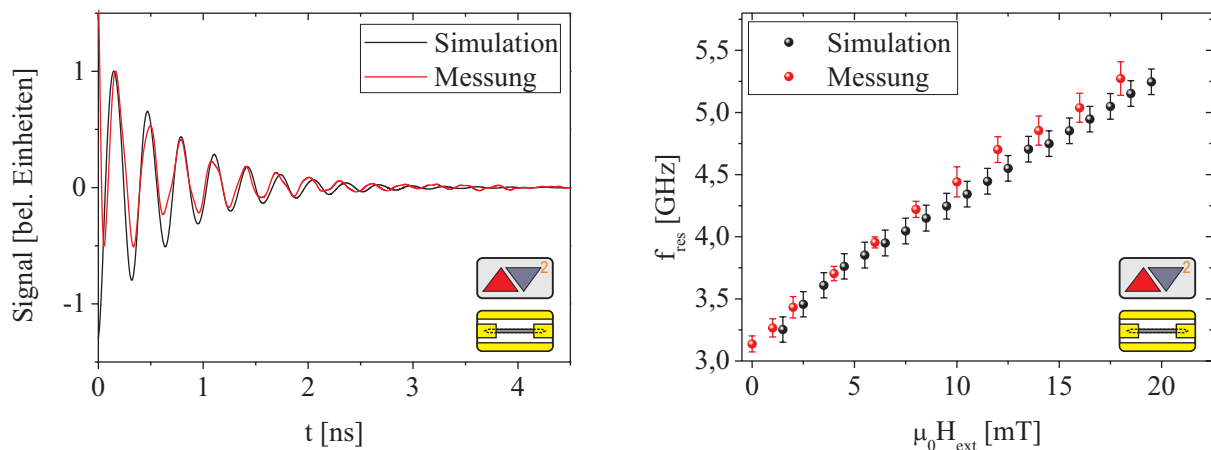 Signal [bel. Einheiten]
1
0
-1
Simulation
Messung
2
0
1
2
3
4
t [ns]
f_res [GHz]
5,5
5,0
4,5
4,0
3,5
3,0
Simulation
Messung
2
0
5
10
15
20
μ₀H_ext [mT]